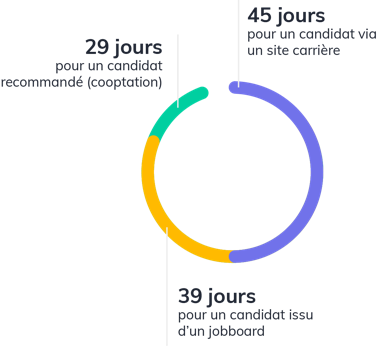 45 jours
pour un candidat via
un site carrière
29 jours
pour un candidat
recommandé (cooptation)
39 jours
pour un candidat issu
d’un jobboard